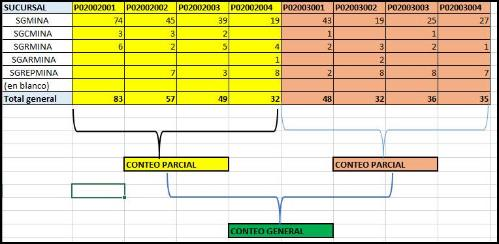 SUCURSAL P02002001 P02002002 P02002003 P02002004 P02003001 P02003002 P02003003 P02003004
SGMINA 74 45 39 19 43 19 25 27
SGCMINA 3 3 2 1 1
SGRMINA 6 2 5 4 2 3 2 1
SGARMINA 1 2
SGREPMINA 7 3 8 2 8 8 7
(en blanco)
Total general 83 57 49 32 48 32 36 35
CONTEO PARCIAL CONTEO PARCIAL
CONTEO GENERAL